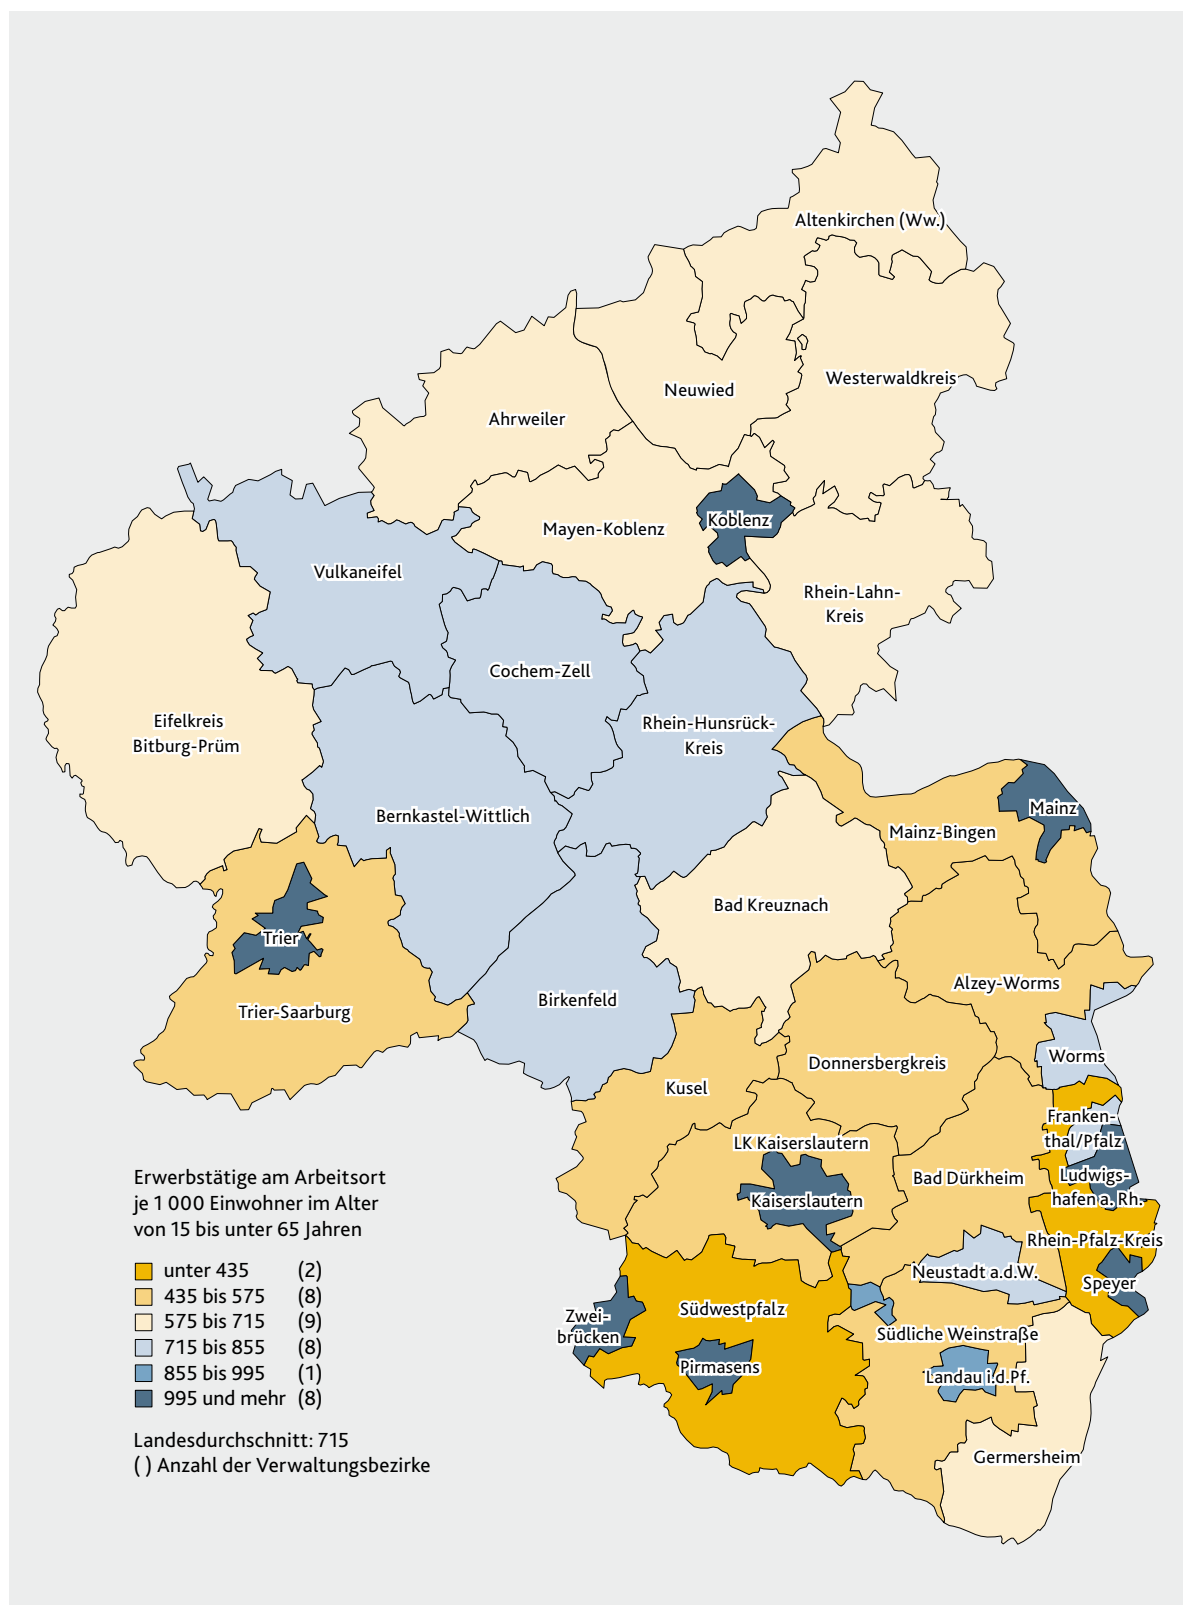 Altenkirchen (Ww.)
Westerwaldkreis
Neuwied
Ahrweiler
Koblenz
Mayen-Koblenz
Vulkaneifel
Rhein-Lahn-
Kreis
Cochem-Zell
Eifelkreis
Bitburg-Prüm
Rhein-Hunsrück-
Kreis
Bernkastel-Wittlich
Mainz
Mainz-Bingen
Bad Kreuznach
Trier
Alzey-Worms
Birkenfeld
Trier-Saarburg
Worms
Donnersbergkreis
Kusel
Franken-
thal/Pfalz
LK Kaiserslautern
Bad Dürkheim
Ludwigs-
hafen a. Rh.
Kaiserslautern
Rhein-Pfalz-Kreis
Neustadt a.d.W.
Speyer
Südwestpfalz
Zwei-
brücken
Südliche Weinstraße
Pirmasens
Landau i.d.Pf.
Germersheim
Erwerbstätige am Arbeitsort
je 1 000 Einwohner im Alter
von 15 bis unter 65 Jahren
unter 435 (2)
435 bis 575 (8)
575 bis 715 (9)
715 bis 855 (8)
855 bis 995 (1)
995 und mehr (8)
Landesdurchschnitt: 715
( ) Anzahl der Verwaltungsbezirke